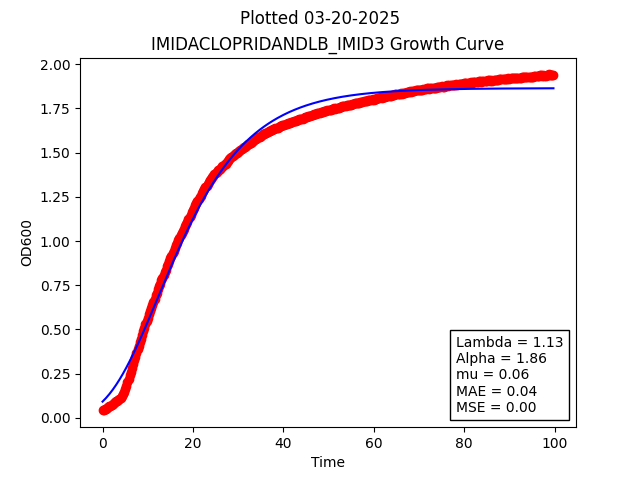 Plotted 03-20-2025
IMIDACLOPRIDANDLB_IMID3 Growth Curve
2.00
1.75
1.50
1.25
1.00
0.75
0.50
0.25
0.00
OD600
Lambda = 1.13
Alpha = 1.86
mu = 0.06
MAE = 0.04
MSE = 0.00
0 20 40 60 80 100
Time